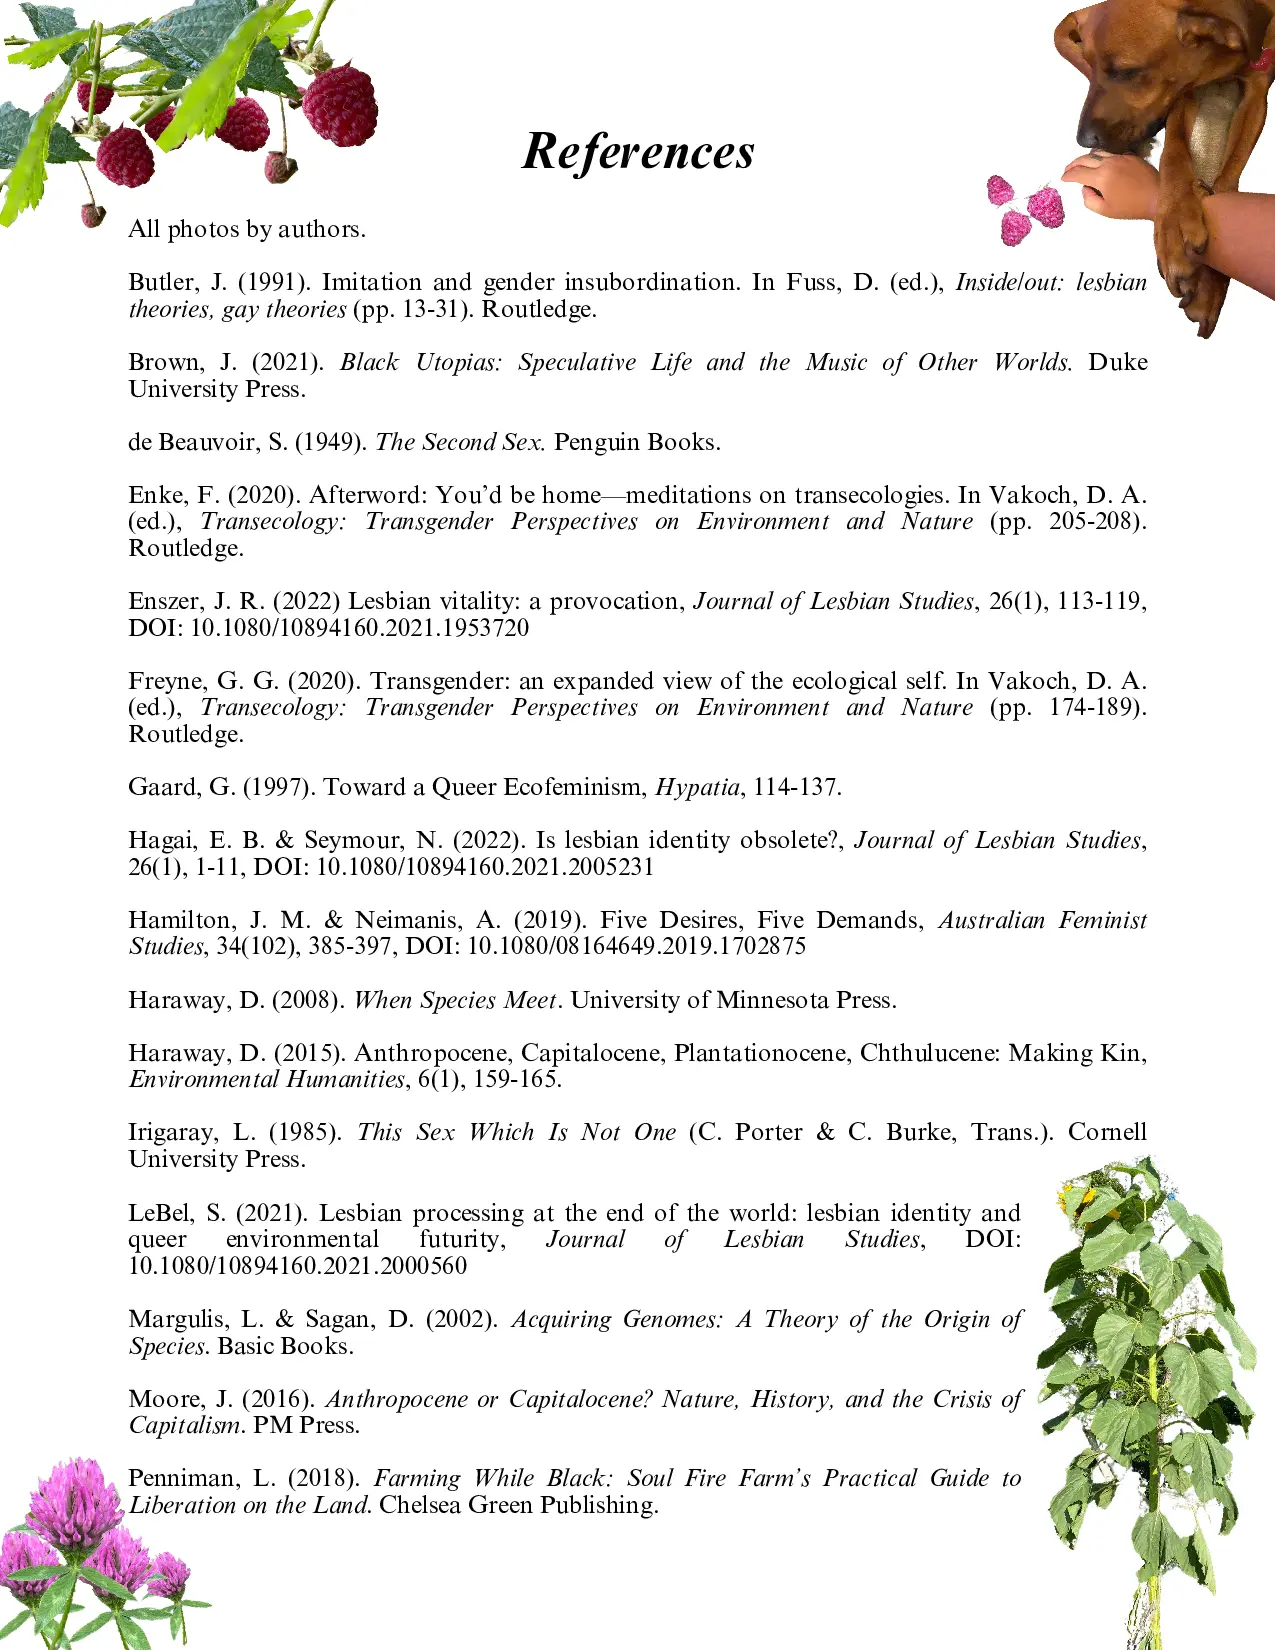 References
All photos by authors.
Butler, J. (1991). Imitation and gender insubordination. In Fuss, D. (ed.), Inside/out: lesbian
theories, gay theories (pp. 13-31). Routledge.
Brown, J. (2021). Black Utopias: Speculative Life and the Music of Other Worlds. Duke
University Press.
de Beauvoir, S. (1949). The Second Sex. Penguin Books.
Enke, F. (2020). Afterword: You’d be home—meditations on transecologies. In Vakoch, D. A.
(ed.), Transecology: Transgender Perspectives on Environment and Nature (pp. 205-208).
Routledge.
Enszer, J. R. (2022) Lesbian vitality: a provocation, Journal of Lesbian Studies, 26(1), 113-119,
DOI: 10.1080/10894160.2021.1953720
Freyne, G. G. (2020). Transgender: an expanded view of the ecological self. In Vakoch, D. A.
(ed.), Transecology: Transgender Perspectives on Environment and Nature (pp. 174-189).
Routledge.
Gaard, G. (1997). Toward a Queer Ecofeminism, Hypatia, 114-137.
Hagai, E. B. & Seymour, N. (2022). Is lesbian identity obsolete?, Journal of Lesbian Studies,
26(1), 1-11, DOI: 10.1080/10894160.2021.2005231
Hamilton, J. M. & Neimanis, A. (2019). Five Desires, Five Demands, Australian Feminist
Studies, 34(102), 385-397, DOI: 10.1080/08164649.2019.1702875
Haraway, D. (2008). When Species Meet. University of Minnesota Press.
Haraway, D. (2015). Anthropocene, Capitalocene, Plantationocene, Chthulucene: Making Kin,
Environmental Humanities, 6(1), 159-165.
Irigaray, L. (1985). This Sex Which Is Not One (C. Porter & C. Burke, Trans.). Cornell
University Press.
LeBel, S. (2021). Lesbian processing at the end of the world: lesbian identity and
queer environmental futurity, Journal of Lesbian Studies, DOI:
10.1080/10894160.2021.2000560
Margulis, L. & Sagan, D. (2002). Acquiring Genomes: A Theory of the Origin of
Species. Basic Books.
Moore, J. (2016). Anthropocene or Capitalocene? Nature, History, and the Crisis of
Capitalism. PM Press.
Penniman, L. (2018). Farming While Black: Soul Fire Farm’s Practical Guide to
Liberation on the Land. Chelsea Green Publishing.